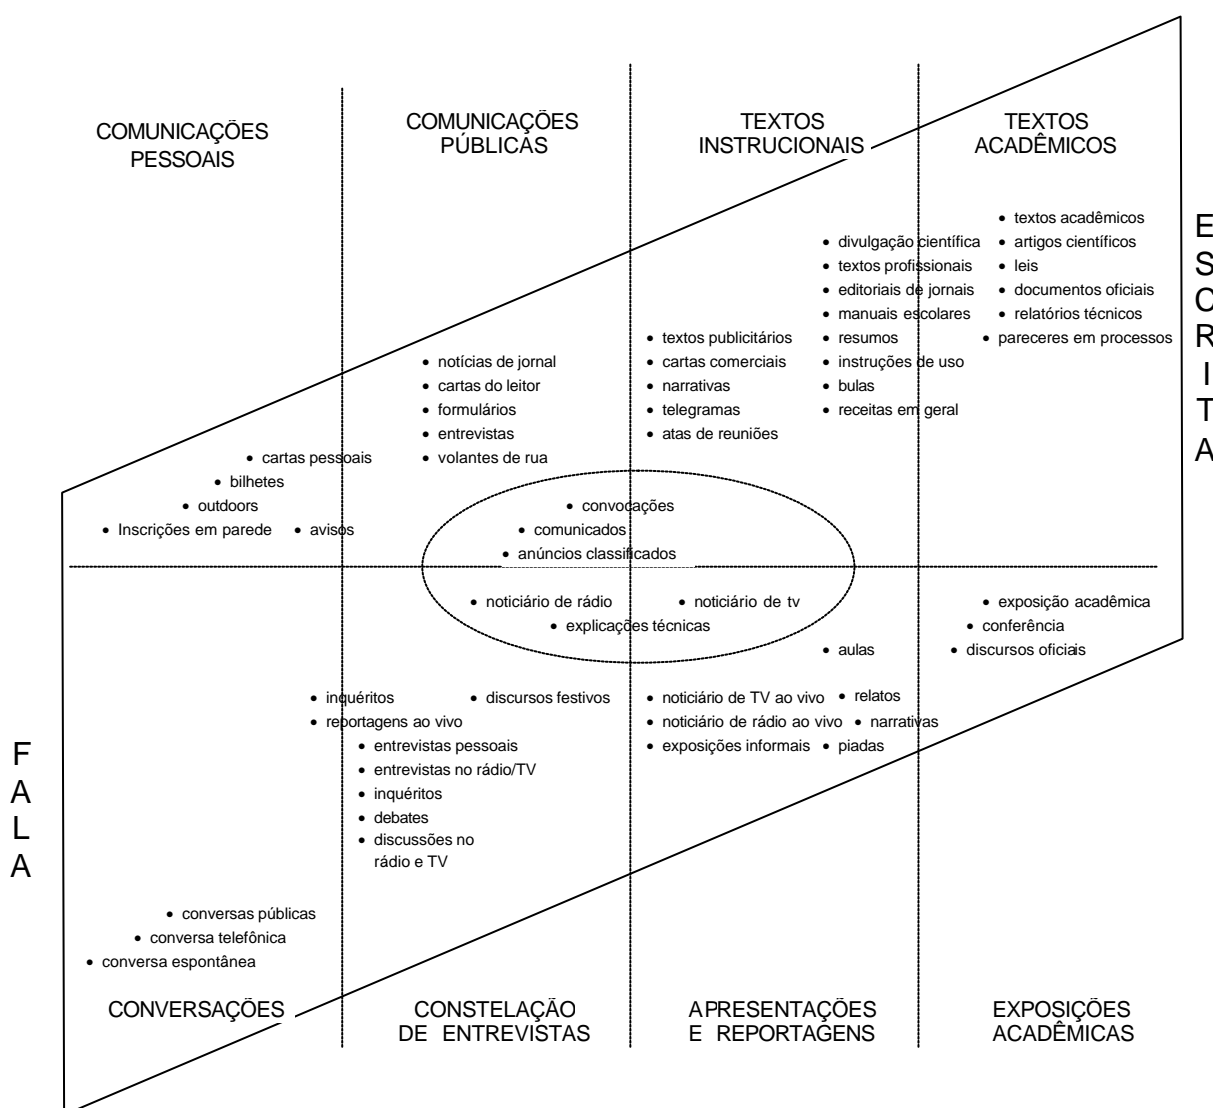 COMUNICAÇÕES
PESSOAIS
COMUNICAÇÕES
PÚBLICAS
TEXTOS
INSTRUCIONAIS
TEXTOS
ACADÊMICOS
• textos acadêmicos
• artigos científicos
• leis
• documentos oficiais
• relatórios técnicos
• pareceres em processos
• divulgação científica
• textos profissionais
• editoriais de jornais
• manuais escolares
• resumos
• instruções de uso
• bulas
• receitas em geral
• textos publicitários
• cartas comerciais
• narrativas
• telegramas
• atas de reuniões
• notícias de jornal
• cartas do leitor
• formulários
• entrevistas
• volantes de rua
• cartas pessoais
• bilhetes
• outdoors
• Inscrições em parede
• avisos
• convocações
• comunicados
• anúncios classificados
E
S
C
R
I
T
A
• noticiário de rádio
• noticiário de tv
• explicações técnicas
• exposição acadêmica
• conferência
• discursos oficiais
• aulas
• inquéritos
• reportagens ao vivo
• discursos festivos
• entrevistas pessoais
• entrevistas no rádio/TV
• inquéritos
• debates
• discussões no
rádio e TV
• noticiário de TV ao vivo
• relatos
• noticiário de rádio ao vivo
• narrativas
• exposições informais
• piadas
F
A
L
A
• conversas públicas
• conversa telefônica
• conversa espontânea
CONVERSAÇÕES
CONSTELAÇÃO
DE ENTREVISTAS
APRESENTAÇÕES
E REPORTAGENS
EXPOSIÇÕES
ACADÊMICAS